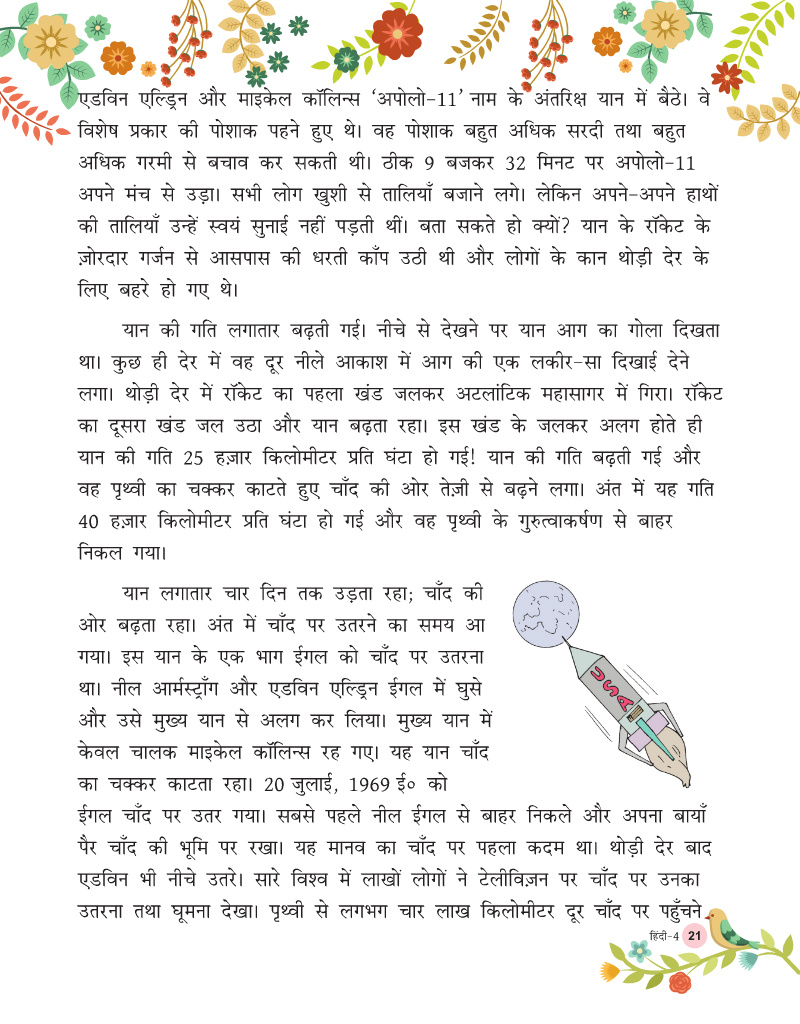 एडविन एल्ड्रिन और माइकेल कॉलिन्स ‘अपोलो-11’ नाम के अंतरिक्ष यान में बैठे। वे
विशेष प्रकार की पोशाक पहने हुए थे। वह पोशाक बहुत अधिक सरदी तथा बहुत
अधिक गरमी से बचाव कर सकती थी। ठीक 9 बजकर 32 मिनट पर अपोलो-11
अपने मंच से उड़ा। सभी लोग खुशी से तालियाँ बजाने लगे। लेकिन अपने-अपने हाथों
की तालियाँ उन्हें स्वयं सुनाई नहीं पड़ती थीं। बता सकते हो क्यों? यान के रॉकेट के
ज़ोरदार गर्जन से आसपास की धरती काँप उठी थी और लोगों के कान थोड़ी देर के
लिए बहरे हो गए थे।
यान की गति लगातार बढ़ती गई। नीचे से देखने पर यान आग का गोला दिखता
था। कुछ ही देर में वह दूर नीले आकाश में आग की एक लकीर-सा दिखाई देने
लगा। थोड़ी देर में रॉकेट का पहला खंड जलकर अटलांटिक महासागर में गिरा। रॉकेट
का दूसरा खंड जल उठा और यान बढ़ता रहा। इस खंड के जलकर अलग होते ही
यान की गति 25 हज़ार किलोमीटर प्रति घंटा हो गई! यान की गति बढ़ती गई और
वह पृथ्वी का चक्कर काटते हुए चाँद की ओर तेज़ी से बढ़ने लगा। अंत में यह गति
40 हज़ार किलोमीटर प्रति घंटा हो गई और वह पृथ्वी के गुरुत्वाकर्षण से बाहर
निकल गया।
यान लगातार चार दिन तक उड़ता रहा; चाँद की
ओर बढ़ता रहा। अंत में चाँद पर उतरने का समय आ
गया। इस यान के एक भाग ईगल को चाँद पर उतरना
था। नील आर्मस्ट्राँग और एडविन एल्ड्रिन ईगल में घुसे
और उसे मुख्य यान से अलग कर लिया। मुख्य यान में
केवल चालक माइकेल कॉलिन्स रह गए। यह यान चाँद
का चक्कर काटता रहा। 20 जुलाई, 1969 ई० को
USA
ईगल चाँद पर उतर गया। सबसे पहले नील ईगल से बाहर निकले और अपना बायाँ
पैर चाँद की भूमि पर रखा। यह मानव का चाँद पर पहला कदम था। थोड़ी देर बाद
एडविन भी नीचे उतरे। सारे विश्व में लाखों लोगों ने टेलीविज़न पर चाँद पर उनका
उतरना तथा घूमना देखा। पृथ्वी से लगभग चार लाख किलोमीटर दूर चाँद पर पहुँचने
हिंदी-4 21